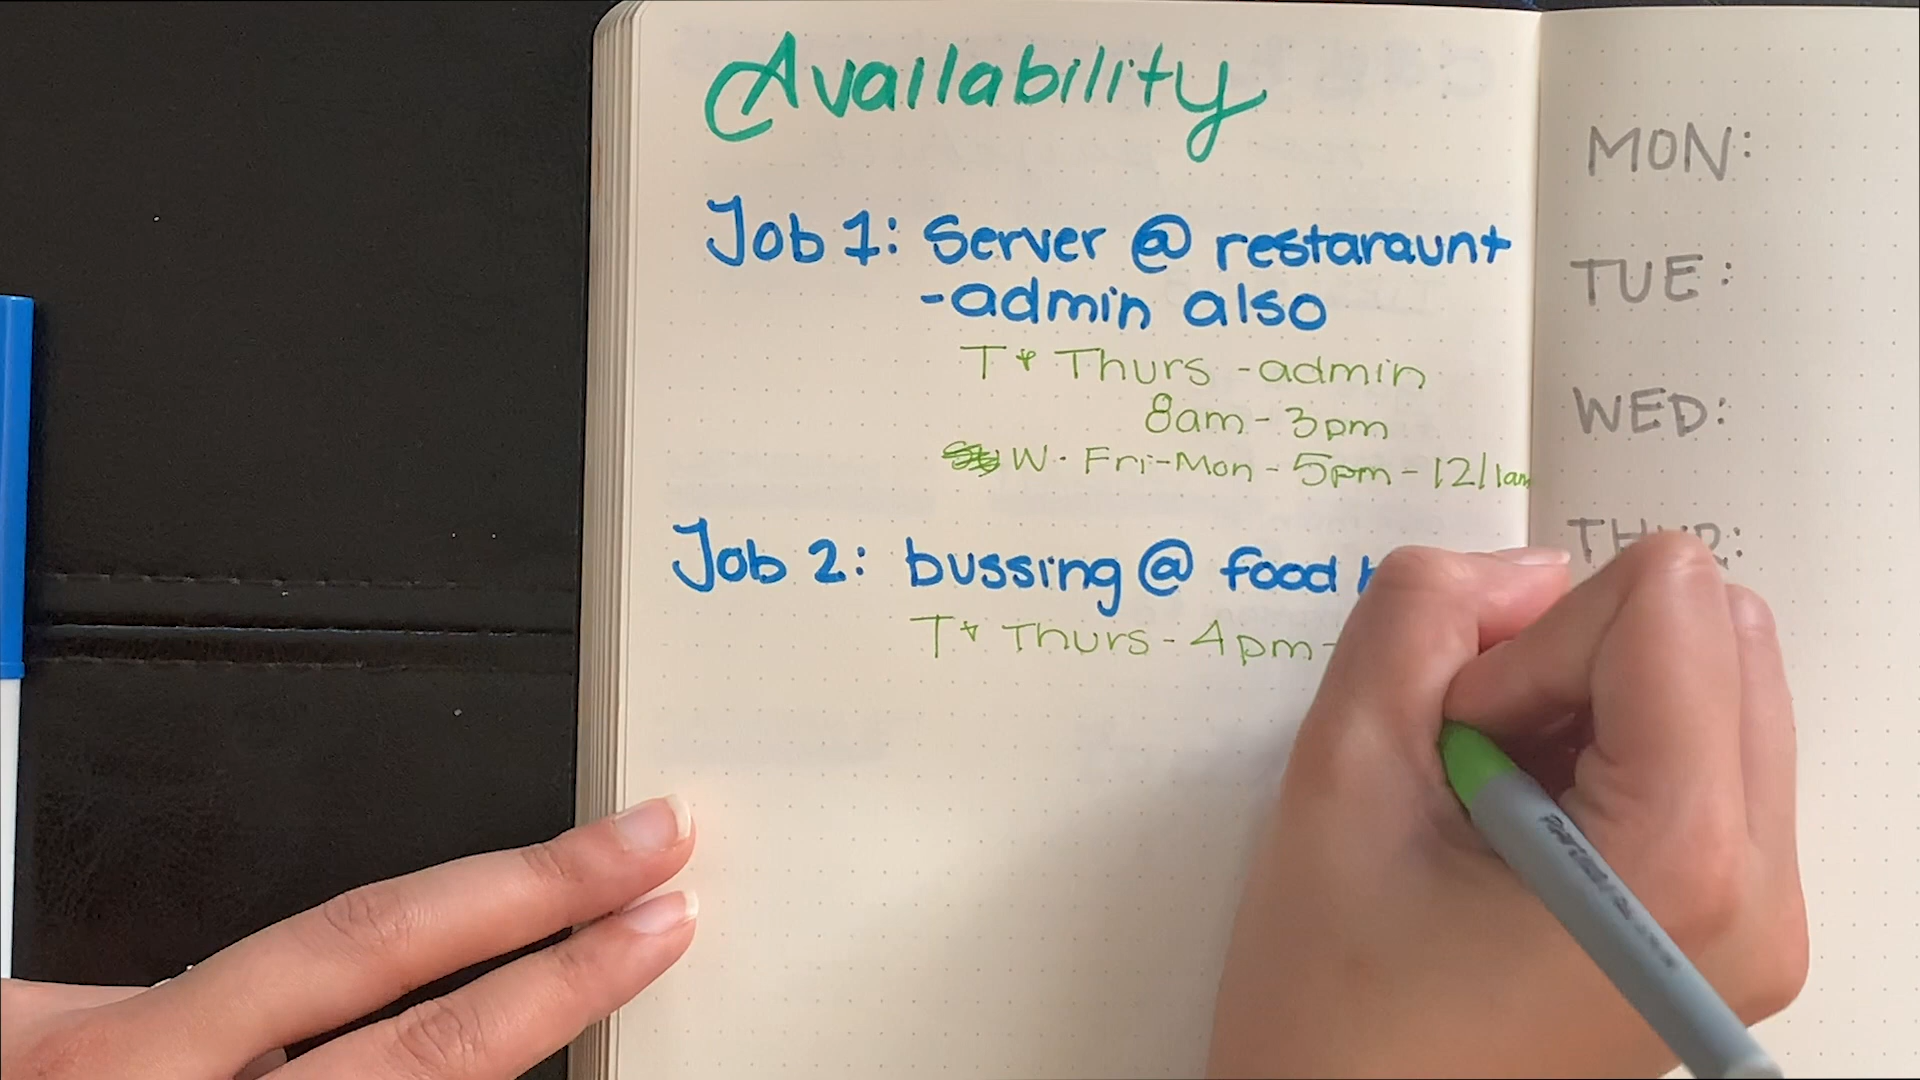 Availability
Job 1: Server @ restaraunt
-admin also
T & Thurs - admin
8am - 3pm
W. Fri-Mon - 5pm - 12/1am
Job 2: bussing @ food
T & Thurs - 4pm -
MON:
TUE:
WED:
THUR: